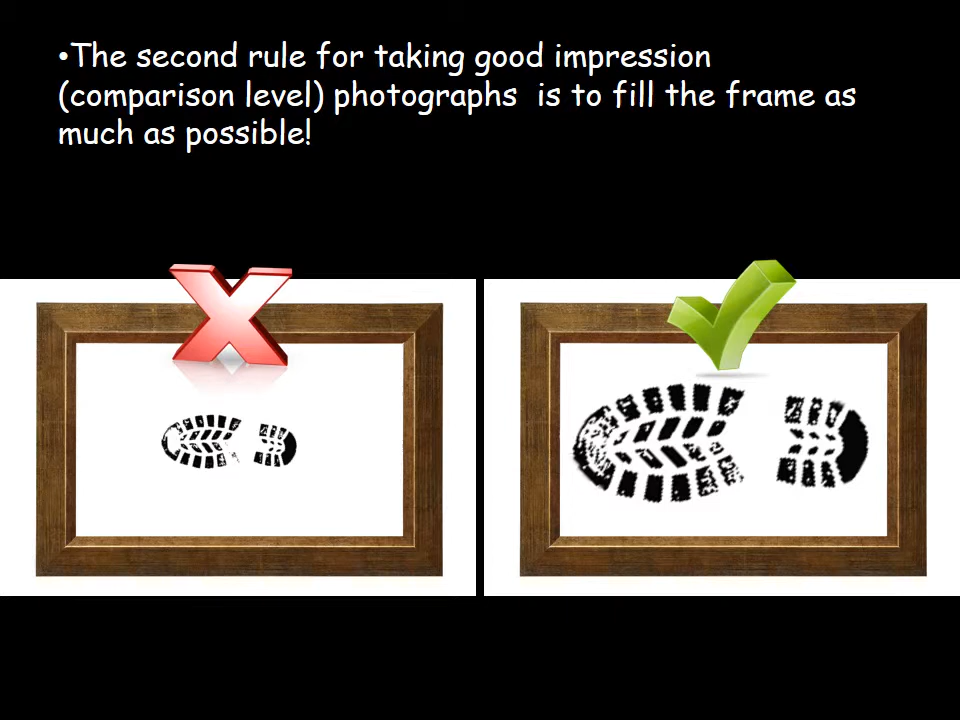 •The second rule for taking good impression
(comparison level) photographs  is to fill the frame as
much as possible!